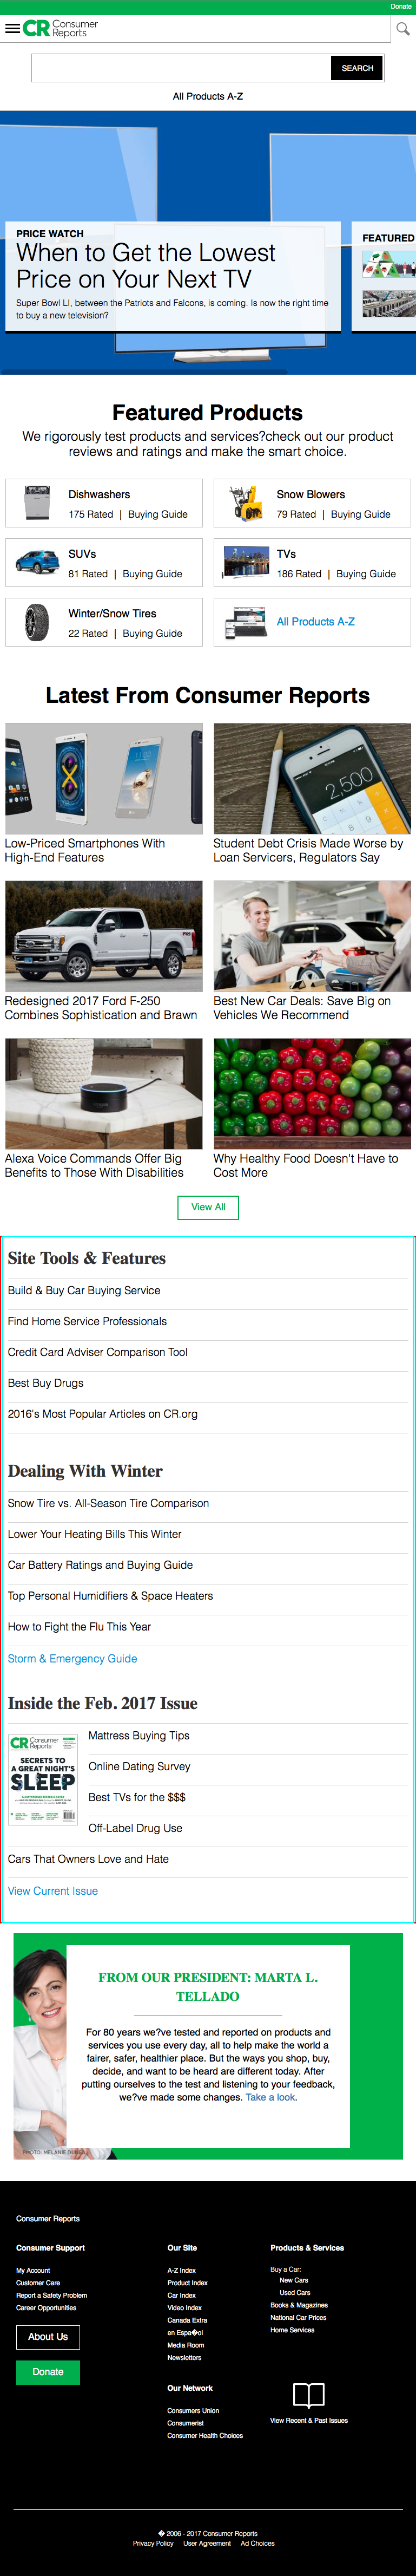 Donate
CR Consumer Reports
SEARCH
All Products A-Z
PRICE WATCH
When to Get the Lowest
Price on Your Next TV
Super Bowl LI, between the Patriots and Falcons, is coming. Is now the right time
to buy a new television?
FEATURED
Featured Products
We rigorously test products and services?check out our product
reviews and ratings and make the smart choice.
Dishwashers
175 Rated | Buying Guide
Snow Blowers
79 Rated | Buying Guide
SUVs
81 Rated | Buying Guide
TVs
186 Rated | Buying Guide
Winter/Snow Tires
22 Rated | Buying Guide
All Products A-Z
Latest From Consumer Reports
2,500
Low-Priced Smartphones With
High-End Features
Student Debt Crisis Made Worse by
Loan Servicers, Regulators Say
Redesigned 2017 Ford F-250
Combines Sophistication and Brawn
Best New Car Deals: Save Big on
Vehicles We Recommend
Alexa Voice Commands Offer Big
Benefits to Those With Disabilities
Why Healthy Food Doesn't Have to
Cost More
View All
Site Tools & Features
Build & Buy Car Buying Service
Find Home Service Professionals
Credit Card Adviser Comparison Tool
Best Buy Drugs
2016's Most Popular Articles on CR.org
Dealing With Winter
Snow Tire vs. All-Season Tire Comparison
Lower Your Heating Bills This Winter
Car Battery Ratings and Buying Guide
Top Personal Humidifiers & Space Heaters
How to Fight the Flu This Year
Storm & Emergency Guide
Inside the Feb. 2017 Issue
CR Consumer Reports
SECRETS TO
A GREAT NIGHT'S
SLEEP
Mattress Buying Tips
Online Dating Survey
Best TVs for the $$$
Off-Label Drug Use
Cars That Owners Love and Hate
View Current Issue
FROM OUR PRESIDENT: MARTA L.
TELLADO
For 80 years we?ve tested and reported on products and
services you use every day, all to help make the world a
fairer, safer, healthier place. But the ways you shop, buy,
decide, and want to be heard are different today. After
putting ourselves to the test and listening to your feedback,
we?ve made some changes. Take a look.
PHOTO: MELANIE
Consumer Reports
Consumer Support
My Account
Customer Care
Report a Safety Problem
Career Opportunities
About Us
Donate
Our Site
A-Z Index
Product Index
Car Index
Video Index
Canada Extra
en Espa�ol
Media Room
Newsletters
Our Network
Consumers Union
Consumerist
Consumer Health Choices
Products & Services
Buy a Car:
New Cars
Used Cars
Books & Magazines
National Car Prices
Home Services
View Recent & Past Issues
� 2006 - 2017 Consumer Reports
Privacy Policy User Agreement Ad Choices